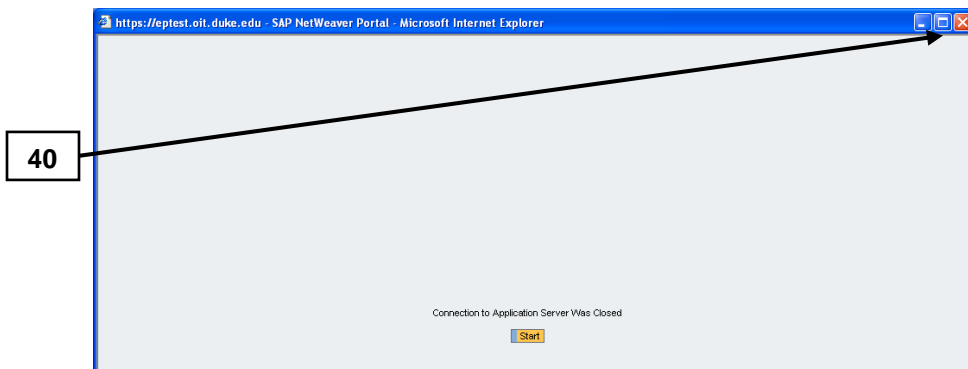 https://eptest.oit.duke.edu - SAP NetWeaver Portal - Microsoft Internet Explorer
40
Connection to Application Server Was Closed
Start